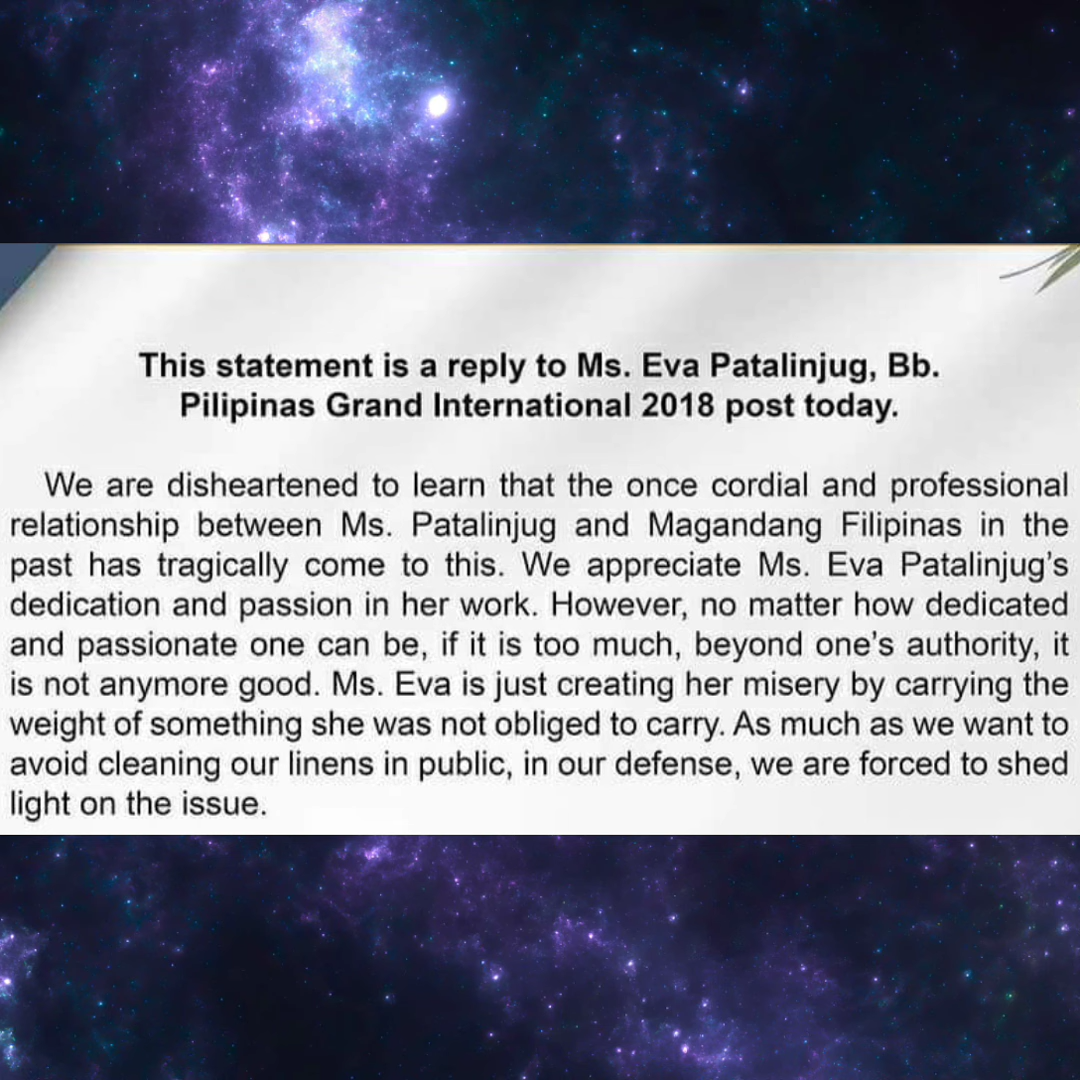 This statement is a reply to Ms. Eva Patalinjug, Bb.
Pilipinas Grand International 2018 post today.
We are disheartened to learn that the once cordial and professional
relationship between Ms. Patalinjug and Magandang Filipinas in the
past has tragically come to this. We appreciate Ms. Eva Patalinjug’s
dedication and passion in her work. However, no matter how dedicated
and passionate one can be, if it is too much, beyond one’s authority, it
is not anymore good. Ms. Eva is just creating her misery by carrying the
weight of something she was not obliged to carry. As much as we want to
avoid cleaning our linens in public, in our defense, we are forced to shed
light on the issue.